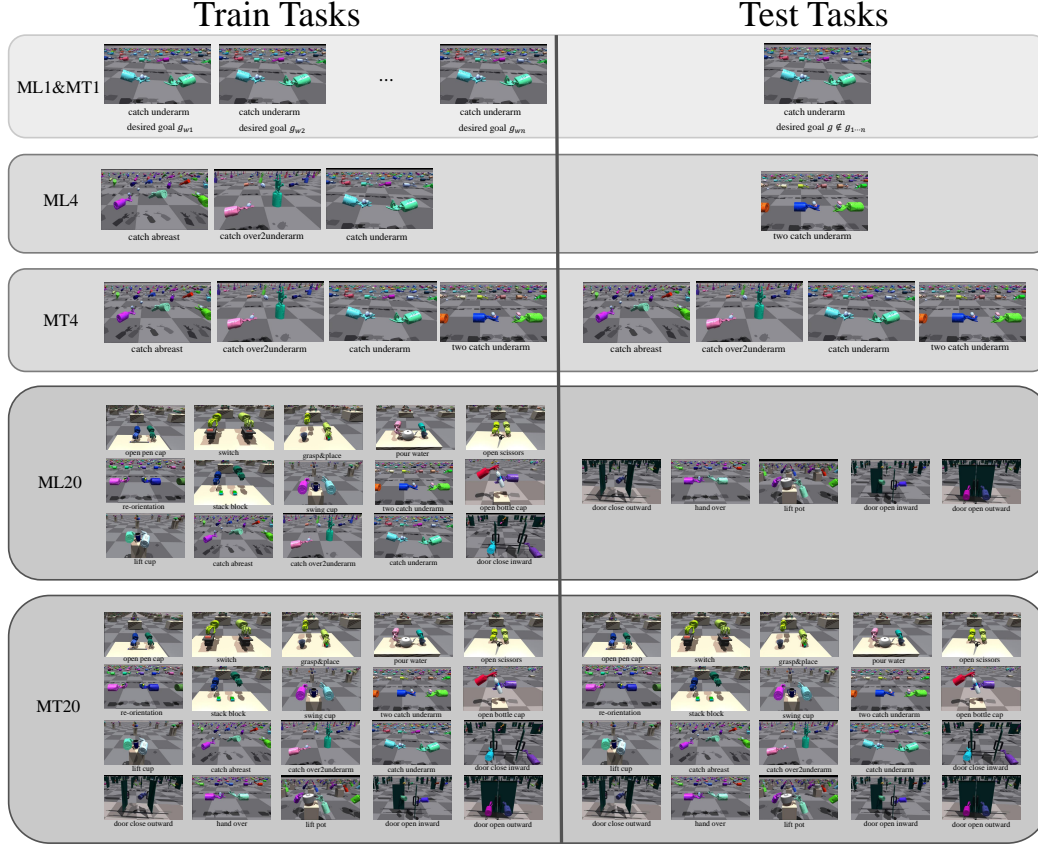 Train Tasks Test Tasks
ML1&MT1
...
catch underarm catch underarm catch underarm catch underarm
desired goal g_{w1} desired goal g_{w2} desired goal g_{wn} desired goal g ∉ g_{1⋯n}
ML4
catch abreast catch over2underarm catch underarm two catch underarm
MT4
catch abreast catch over2underarm catch underarm two catch underarm catch abreast catch over2underarm catch underarm two catch underarm
ML20
open pen cap switch grasp&place pour water open scissors
re-orientation stack block swing cup two catch underarm open bottle cap
door close outward hand over lift pot door open inward door open outward
lift cup catch abreast catch over2underarm catch underarm door close inward
MT20
open pen cap switch grasp&place pour water open scissors open pen cap switch grasp&place pour water open scissors
re-orientation stack block swing cup two catch underarm open bottle cap re-orientation stack block swing cup two catch underarm open bottle cap
lift cup catch abreast catch over2underarm catch underarm door close inward lift cup catch abreast catch over2underarm catch underarm door close inward
door close outward hand over lift pot door open inward door open outward door close outward hand over lift pot door open inward door open outward